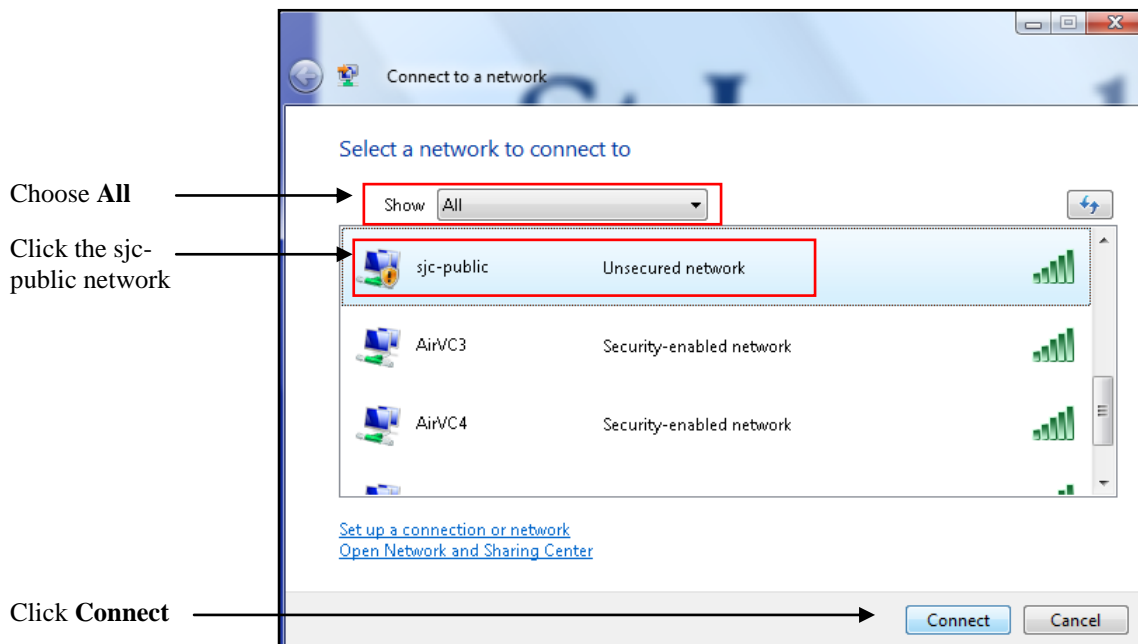 Connect to a network
Select a network to connect to
Choose All
Show All
Click the sjc-
public network
sjc-public Unsecured network
AirVC3 Security-enabled network
AirVC4 Security-enabled network
Set up a connection or network
Open Network and Sharing Center
Click Connect
Connect Cancel